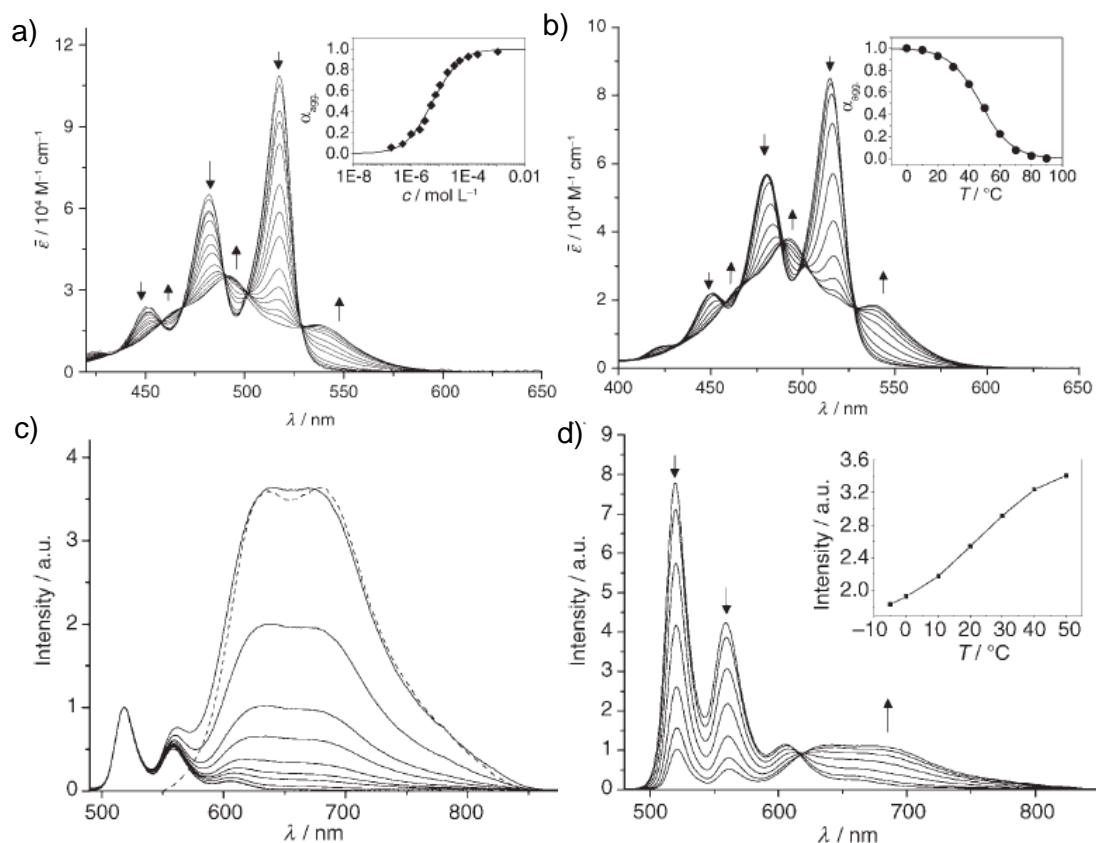 a)
12
9
6
3
0
ε̄ / 10⁴ M⁻¹ cm⁻¹
450 500 550 600 650
λ / nm
1.0
0.8
0.6
0.4
0.2
0.0
α_agg.
1E-8 1E-6 1E-4 0.01
c / mol L⁻¹
b)
10
8
6
4
2
0
ε̄ / 10⁴ M⁻¹ cm⁻¹
400 450 500 550 600 650
λ / nm
1.0
0.8
0.6
0.4
0.2
0.0
α_agg.
0 20 40 60 80 100
T / °C
c)
4
3
2
1
0
Intensity / a.u.
500 600 700 800
λ / nm
d)
9
8
7
6
5
4
3
2
1
0
Intensity / a.u.
500 600 700 800
λ / nm
3.6
3.2
2.8
2.4
2.0
Intensity / a.u.
–10 0 10 20 30 40 50
T / °C